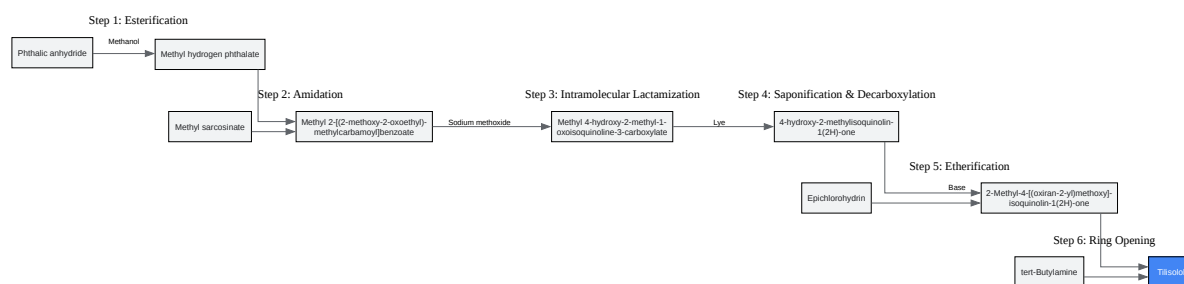 Step 1: Esterification
Phthalic anhydride
Methanol
Methyl hydrogen phthalate
Step 2: Amidation
Methyl sarcosinate
Methyl 2-[(2-methoxy-2-oxoethyl)-
methylcarbamoyl]benzoate
Sodium methoxide
Step 3: Intramolecular Lactamization
Methyl 4-hydroxy-2-methyl-1-
oxoisoquinoline-3-carboxylate
Lye
Step 4: Saponification & Decarboxylation
4-hydroxy-2-methylisoquinolin-
1(2H)-one
Step 5: Etherification
Base
Epichlorohydrin
2-Methyl-4-[(oxiran-2-yl)methoxy]-
isoquinolin-1(2H)-one
Step 6: Ring Opening
tert-Butylamine